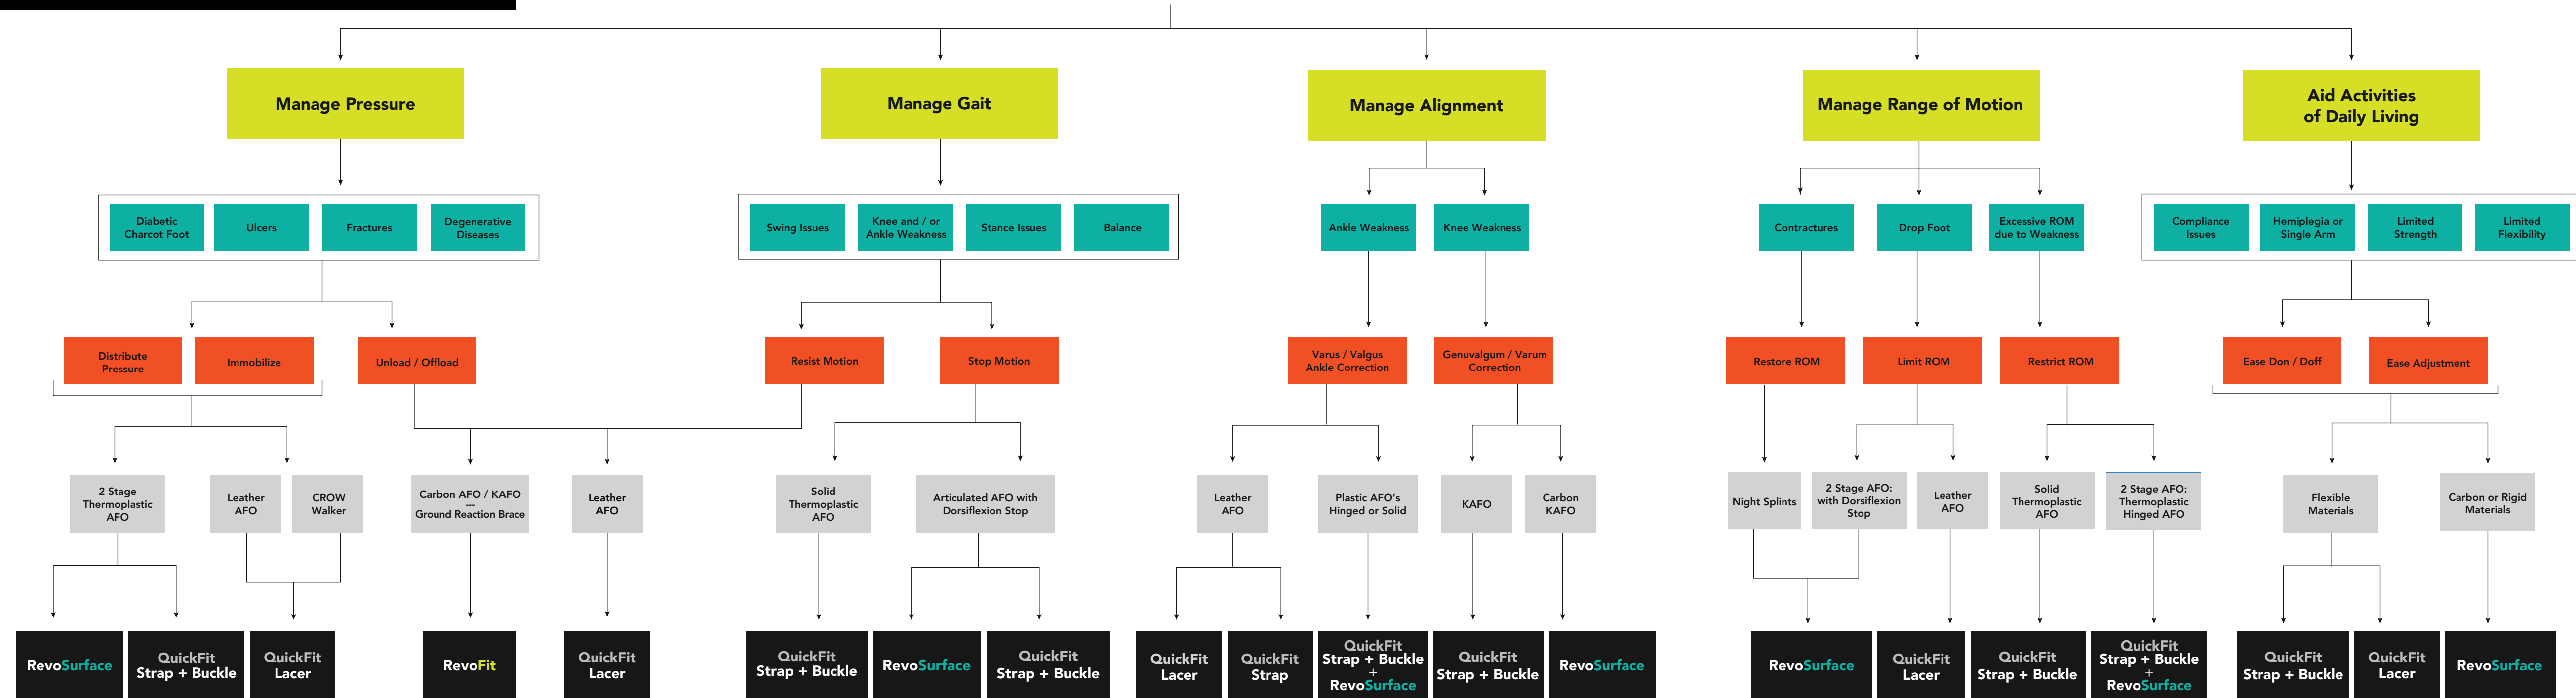 Manage Pressure
Manage Gait
Manage Alignment
Manage Range of Motion
Aid Activities
of Daily Living
Diabetic
Charcot Foot
Ulcers
Fractures
Degenerative
Diseases
Swing Issues
Knee and / or
Ankle Weakness
Stance Issues
Balance
Ankle Weakness
Knee Weakness
Contractures
Drop Foot
Excessive ROM
due to Weakness
Compliance
Issues
Hemiplegia or
Single Arm
Limited
Strength
Limited
Flexibility
Distribute
Pressure
Immobilize
Unload / Offload
Resist Motion
Stop Motion
Varus / Valgus
Ankle Correction
Genuvalgum / Varum
Correction
Restore ROM
Limit ROM
Restrict ROM
Ease Don / Doff
Ease Adjustment
2 Stage
Thermoplastic
AFO
Leather
AFO
CROW
Walker
Carbon AFO / KAFO
---
Ground Reaction Brace
Leather
AFO
Solid
Thermoplastic
AFO
Articulated AFO with
Dorsiflexion Stop
Leather
AFO
Plastic AFO's
Hinged or Solid
KAFO
Carbon
KAFO
Night Splints
2 Stage AFO:
with Dorsiflexion
Stop
Leather
AFO
Solid
Thermoplastic
AFO
2 Stage AFO:
Thermoplastic
Hinged AFO
Flexible
Materials
Carbon or Rigid
Materials
RevoSurface
QuickFit
Strap + Buckle
QuickFit
Lacer
RevoFit
QuickFit
Lacer
QuickFit
Strap + Buckle
RevoSurface
QuickFit
Strap + Buckle
QuickFit
Lacer
QuickFit
Strap
QuickFit
Strap + Buckle
+
RevoSurface
QuickFit
Strap + Buckle
RevoSurface
RevoSurface
QuickFit
Lacer
QuickFit
Strap + Buckle
QuickFit
Strap + Buckle
+
RevoSurface
QuickFit
Strap + Buckle
QuickFit
Lacer
RevoSurface